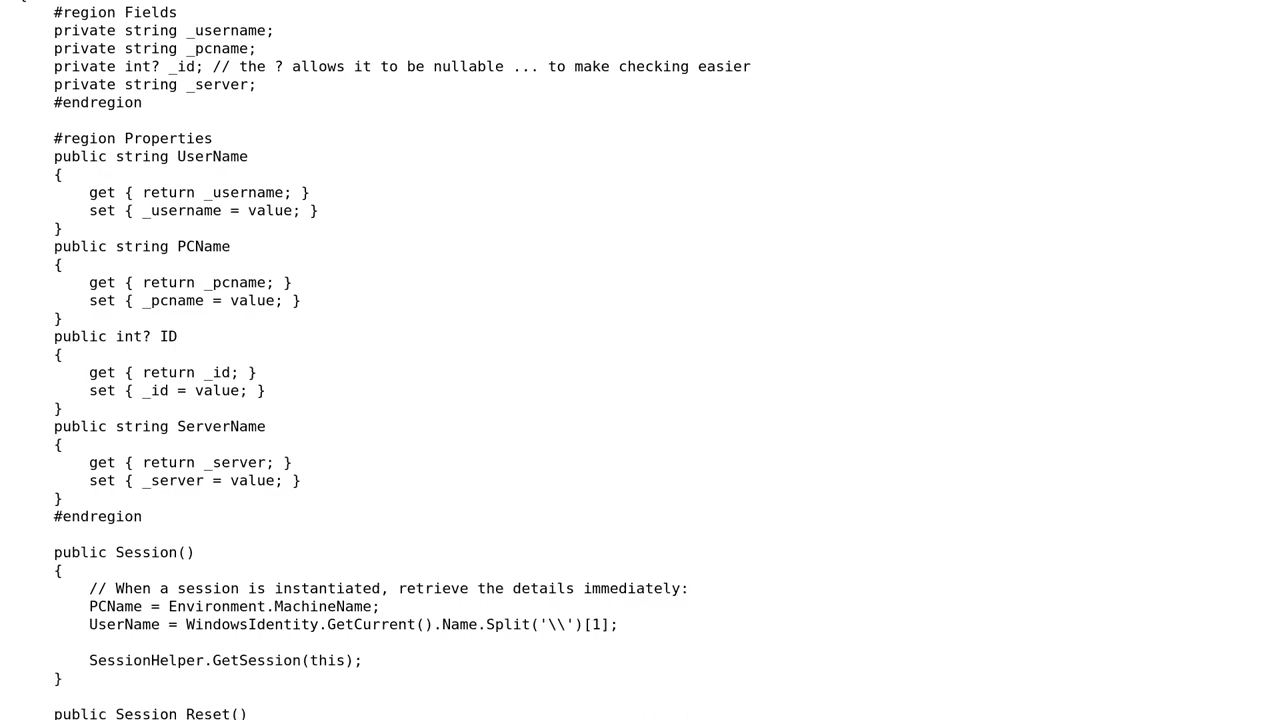 {
#region Fields
private string _username;
private string _pcname;
private int? _id; // the ? allows it to be nullable ... to make checking easier
private string _server;
#endregion
#region Properties
public string UserName
{
get { return _username; }
set { _username = value; }
}
public string PCName
{
get { return _pcname; }
set { _pcname = value; }
}
public int? ID
{
get { return _id; }
set { _id = value; }
}
public string ServerName
{
get { return _server; }
set { _server = value; }
}
#endregion
public Session()
{
// When a session is instantiated, retrieve the details immediately:
PCName = Environment.MachineName;
UserName = WindowsIdentity.GetCurrent().Name.Split('\\')[1];
SessionHelper.GetSession(this);
}
public Session Reset()